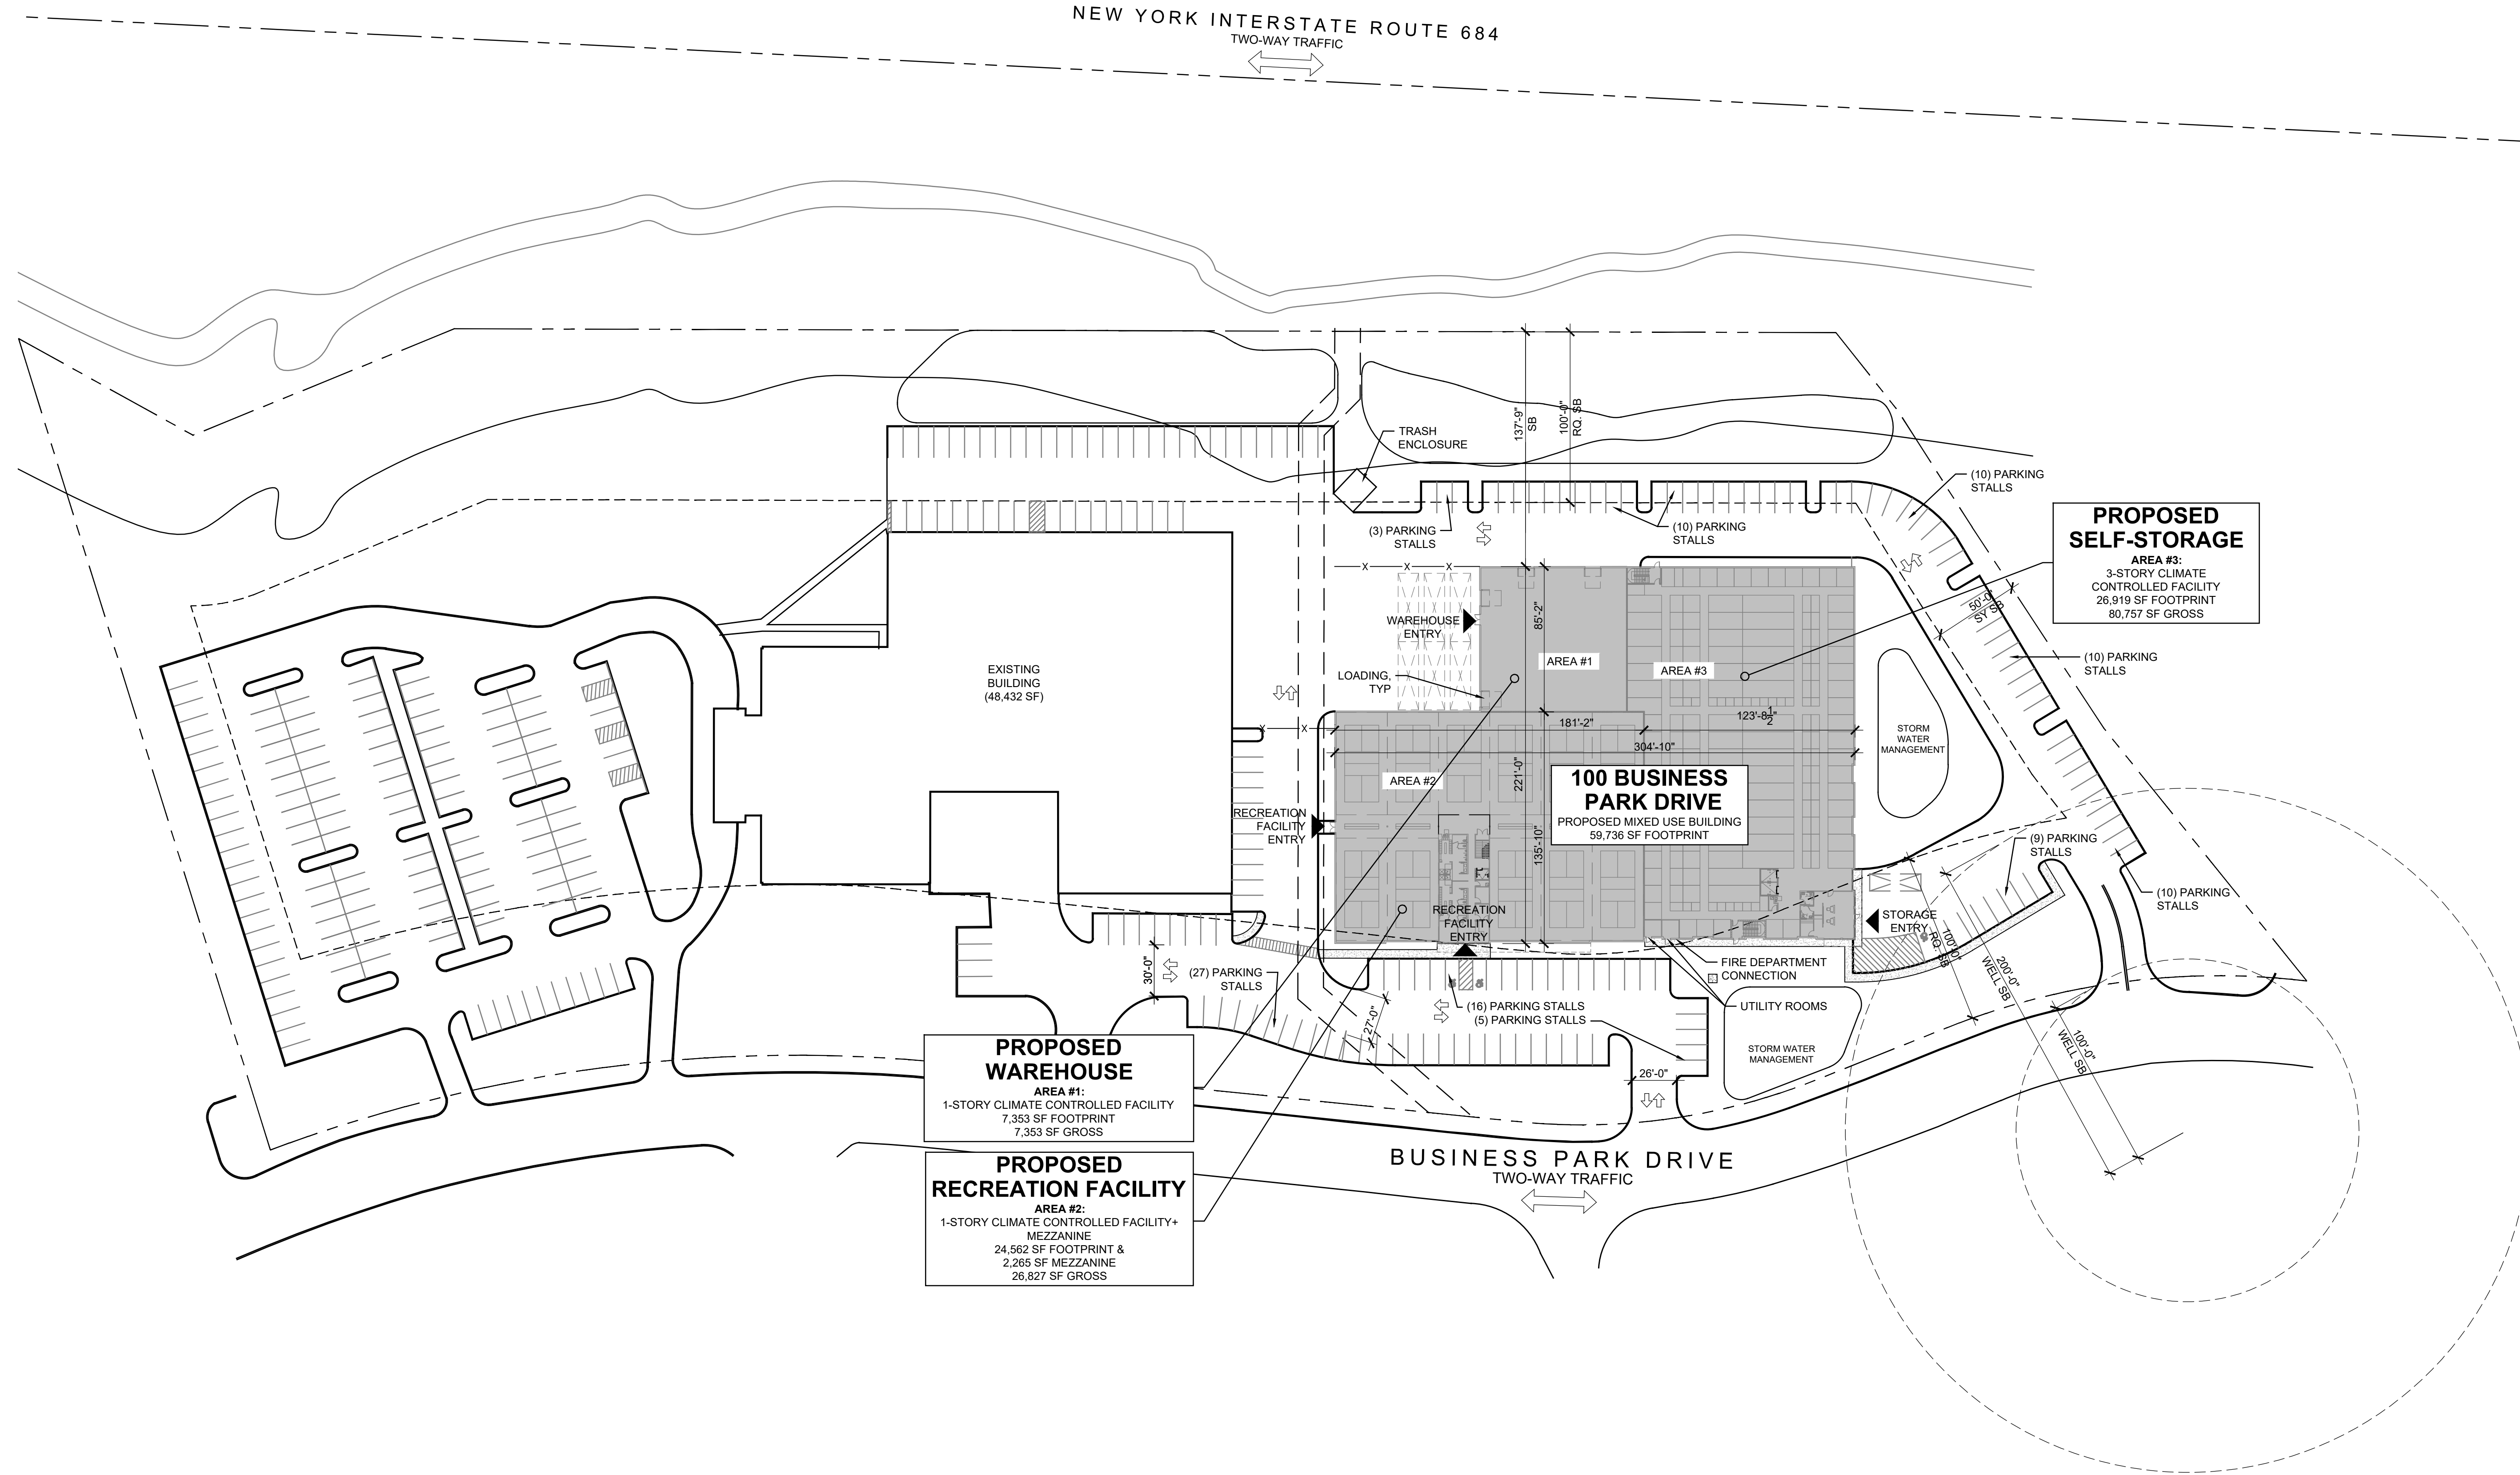 NEW YORK INTERSTATE ROUTE 684
TWO-WAY TRAFFIC
137'-9"
SB
100'-0"
RQ. SB
TRASH
ENCLOSURE
(10) PARKING
STALLS
(3) PARKING
STALLS
(10) PARKING
STALLS
PROPOSED
SELF-STORAGE
AREA #3:
3-STORY CLIMATE
CONTROLLED FACILITY
26,919 SF FOOTPRINT
80,757 SF GROSS
X
X
X
50'-0"
SY SB
85'-2"
WAREHOUSE
ENTRY
EXISTING
BUILDING
(48,432 SF)
AREA #1
AREA #3
(10) PARKING
STALLS
LOADING,
TYP
X
X
181'-2"
123'-8 1/2"
304'-10"
STORM
WATER
MANAGEMENT
AREA #2
221'-0"
100 BUSINESS
PARK DRIVE
PROPOSED MIXED USE BUILDING
59,736 SF FOOTPRINT
RECREATION
FACILITY
ENTRY
135'-10"
(9) PARKING
STALLS
(10) PARKING
STALLS
RECREATION
FACILITY
ENTRY
STORAGE
ENTRY
100'-0"
RQ. SB
200'-0"
WELL SB
30'-0"
(27) PARKING
STALLS
FIRE DEPARTMENT
CONNECTION
UTILITY ROOMS
(16) PARKING STALLS
(5) PARKING STALLS
27'-0"
100'-0"
WELL SB
STORM WATER
MANAGEMENT
26'-0"
PROPOSED
WAREHOUSE
AREA #1:
1-STORY CLIMATE CONTROLLED FACILITY
7,353 SF FOOTPRINT
7,353 SF GROSS
BUSINESS PARK DRIVE
TWO-WAY TRAFFIC
PROPOSED
RECREATION FACILITY
AREA #2:
1-STORY CLIMATE CONTROLLED FACILITY+
MEZZANINE
24,562 SF FOOTPRINT &
2,265 SF MEZZANINE
26,827 SF GROSS